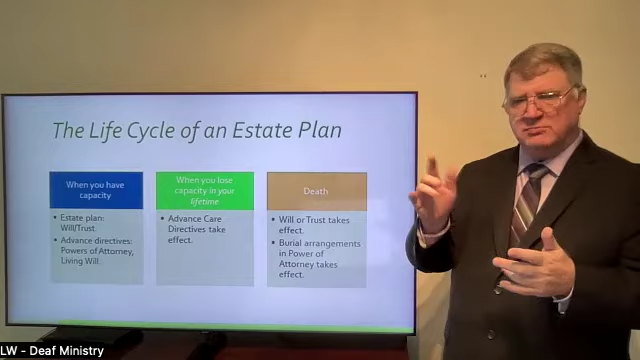 The Life Cycle of an Estate Plan
When you have
capacity
• Estate plan:
Will/Trust
• Advance directives:
Powers of Attorney,
Living Will
When you lose
capacity in your
lifetime
• Advance Care
Directives take
effect.
Death
• Will or Trust takes
effect.
• Burial arrangements
in Power of
Attorney takes
effect.
LW - Deaf Ministry